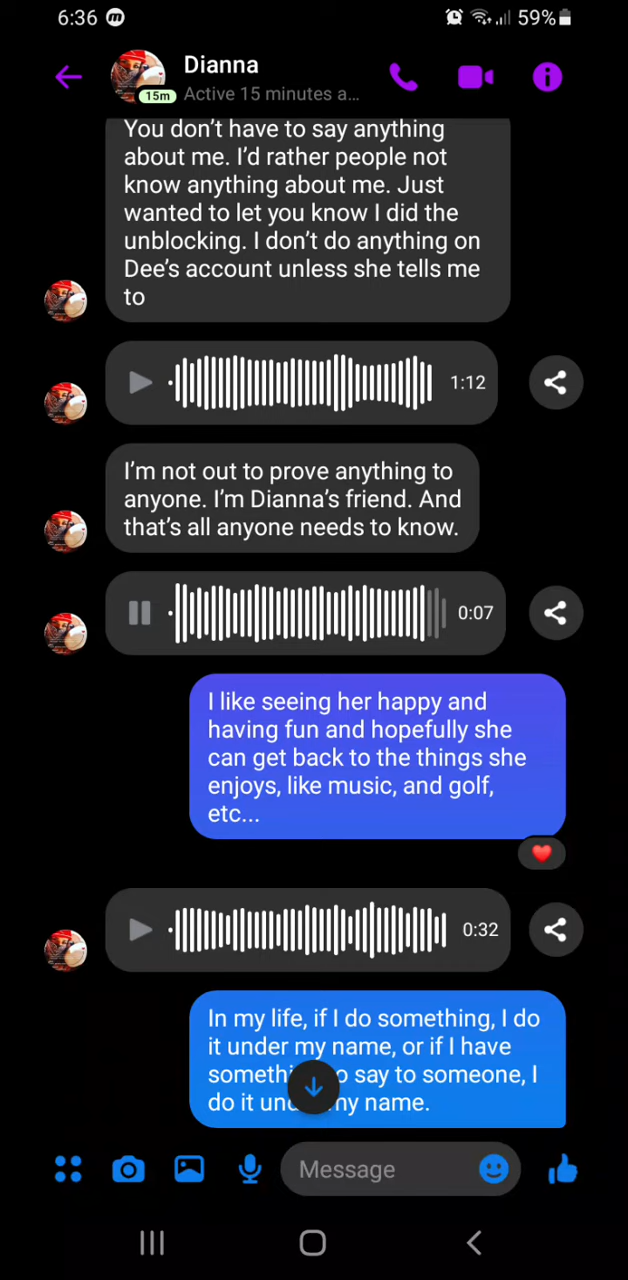 6:36
59%
Dianna
15m
Active 15 minutes a...
You don't have to say anything
about me. I'd rather people not
know anything about me. Just
wanted to let you know I did the
unblocking. I don't do anything on
Dee's account unless she tells me
to
1:12
I'm not out to prove anything to
anyone. I'm Dianna's friend. And
that's all anyone needs to know.
0:07
I like seeing her happy and
having fun and hopefully she
can get back to the things she
enjoys, like music, and golf,
etc...
0:32
In my life, if I do something, I do
it under my name, or if I have
someth o say to someone, I
do it un my name.
Message